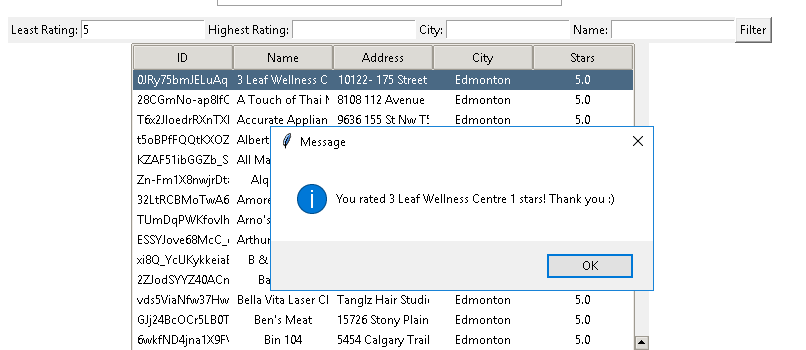 Least Rating: 5 Highest Rating: City: Name: Filter
ID Name Address City Stars
0JRy75bmJELuAq 3 Leaf Wellness C 10122- 175 Street Edmonton 5.0
28CGmNo-ap8lfC A Touch of Thai 8108 112 Avenue Edmonton 5.0
T6x2JloedrRXnTXl Accurate Applian 9636 155 St Nw T5 Edmonton 5.0
t5oBPfFQQtKXOZ Albert
KZAF51ibGGZb_S All Ma
Zn-Fm1X8nwjrDt Alq
32LtRCBMoTwA6 Amore
TUmDqPWKfovIh Arno's
ESSYJove68McC_ Arthur
xi8Q_YcUKykkeiaE B &
2ZJodSYYZ40ACn Ba
vds5ViaNfw37Hw Bella Vita Laser Cl Tanglz Hair Studi Edmonton 5.0
GJj24BcOCr5LB0T Ben's Meat 15726 Stony Plain Edmonton 5.0
6wkfND4jna1X9F Bin 104 5454 Calgary Trail Edmonton 5.0
Message
You rated 3 Leaf Wellness Centre 1 stars! Thank you :)
OK